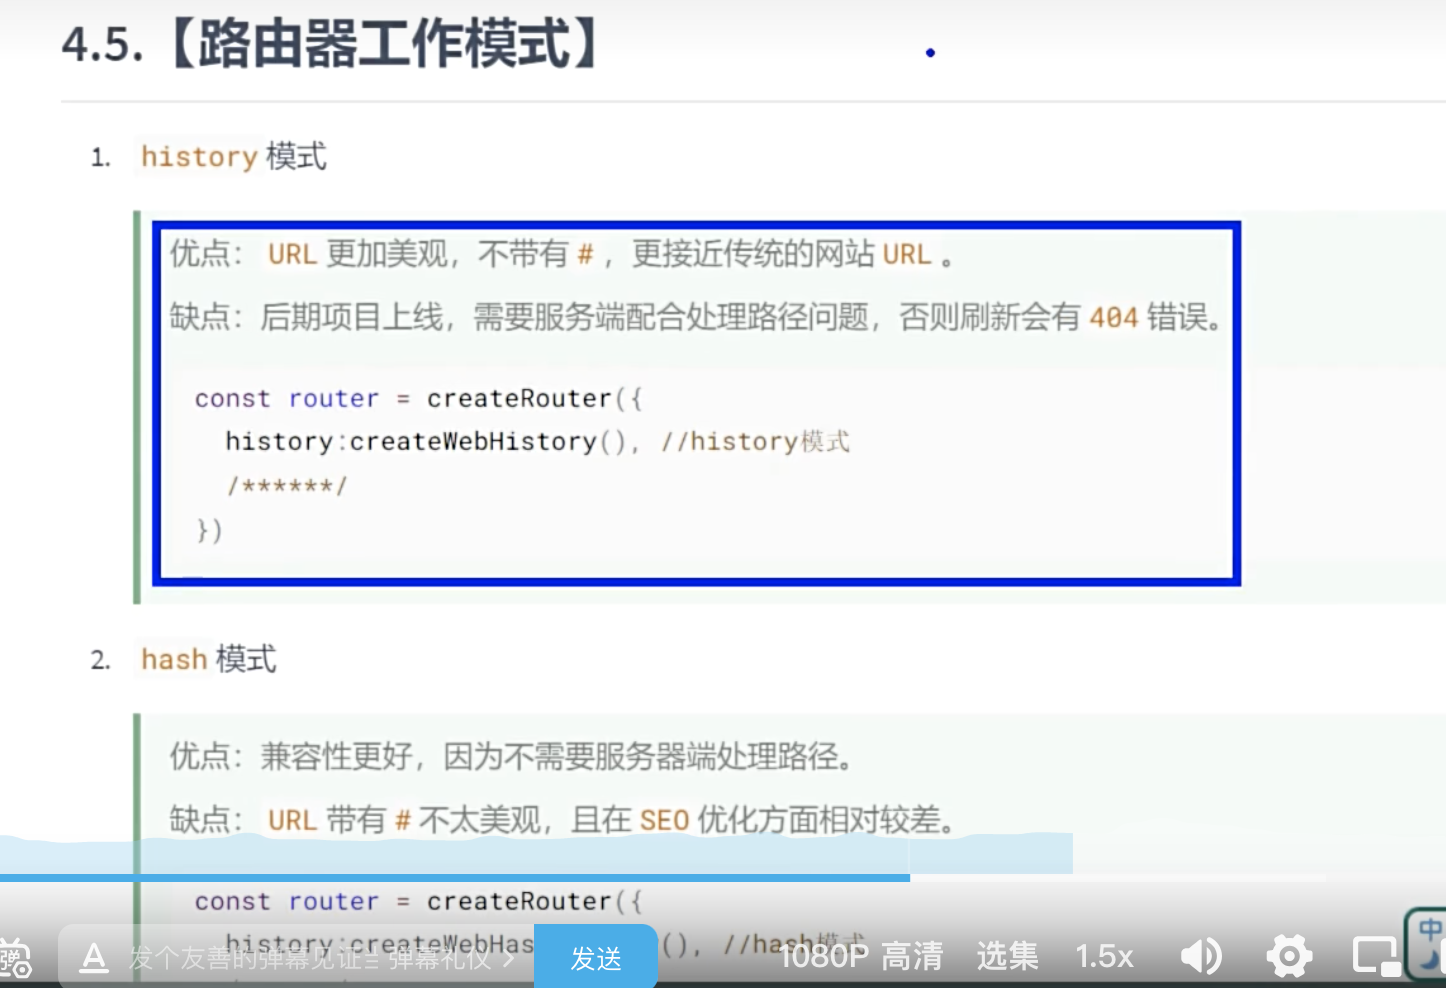 4.5.【路由器工作模式】
1. history 模式
优点： URL 更加美观，不带有 # ，更接近传统的网站 URL 。
缺点：后期项目上线，需要服务端配合处理路径问题，否则刷新会有 404 错误。
const router = createRouter({
history:createWebHistory(), //history模式
/******/
})
2. hash 模式
优点：兼容性更好，因为不需要服务器端处理路径。
缺点： URL 带有 # 不太美观，且在 SEO 优化方面相对较差。
const router = createRouter({
history:createWebHas (), //hash模式
弹 A 发个友善的弹幕见证 弹幕礼仪 > 发送 1080P 高清 选集 1.5x 中